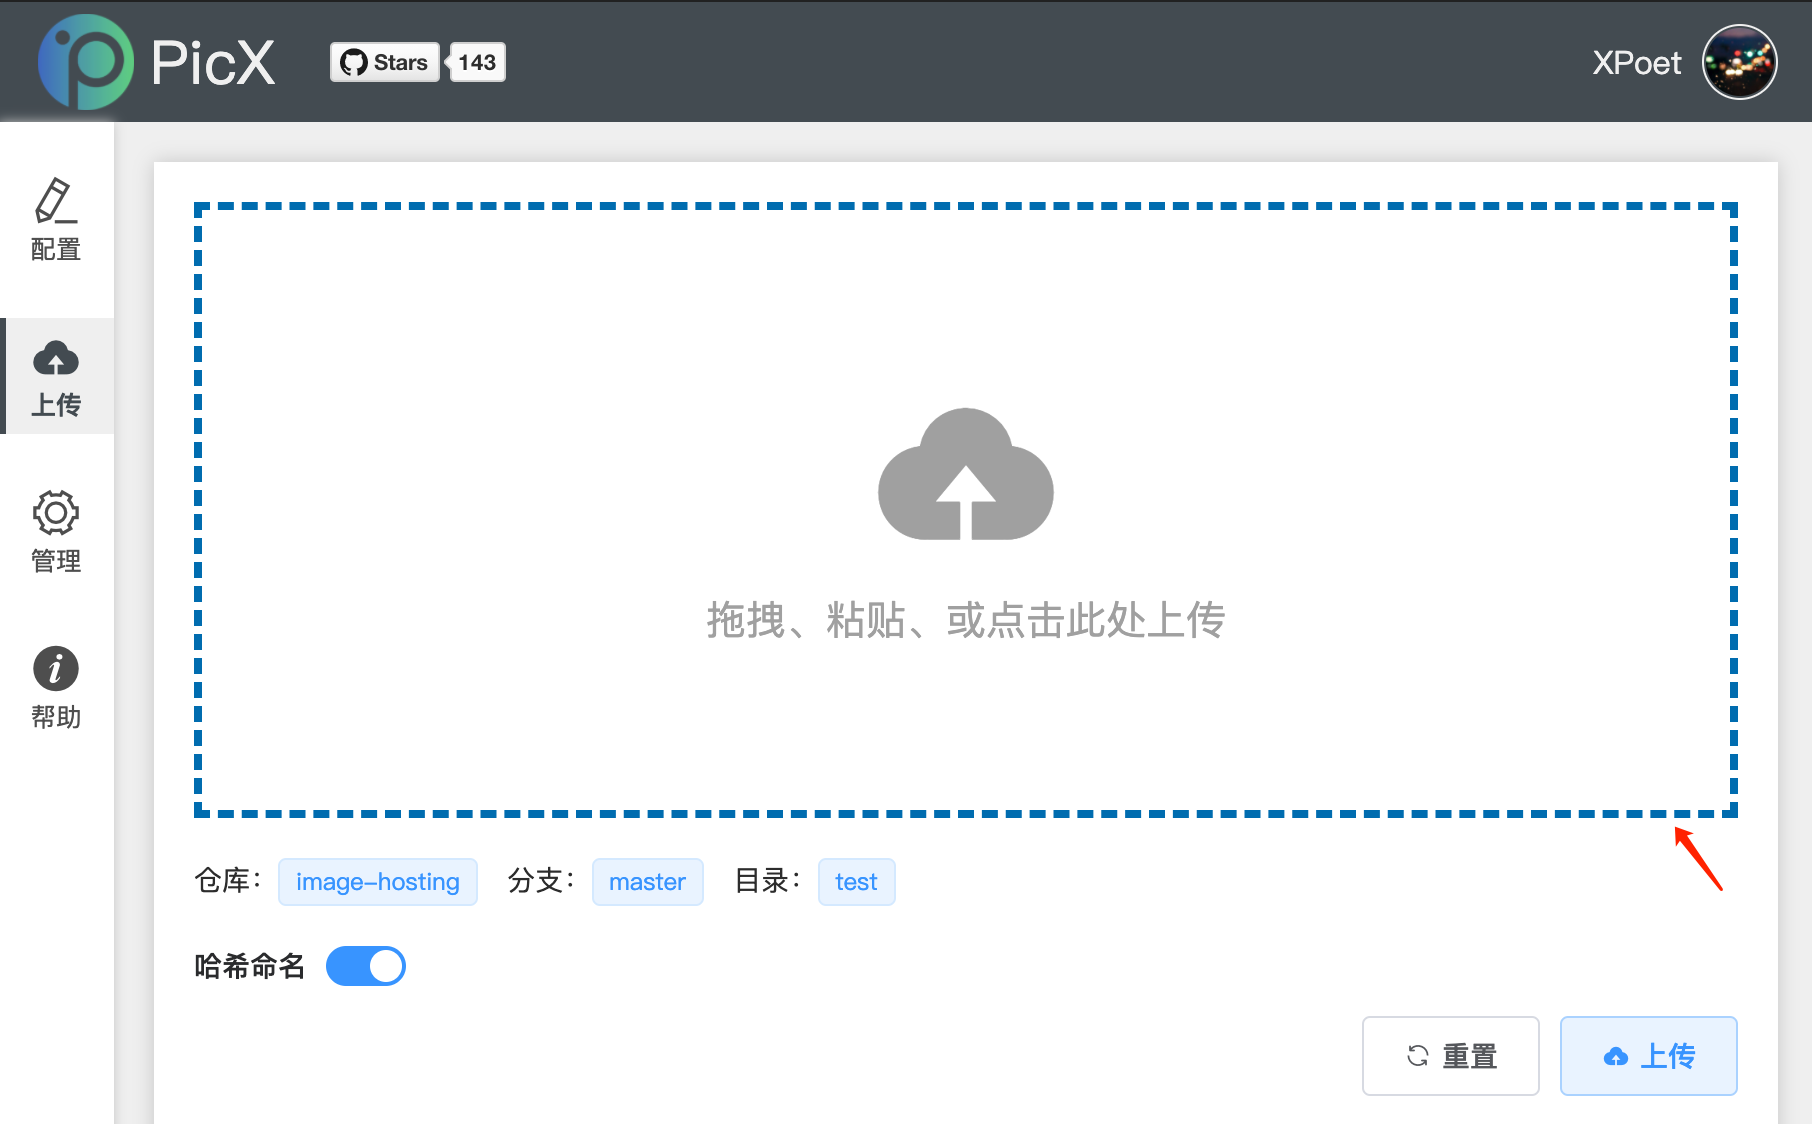 PicX
Stars 143
XPoet
配置
上传
管理
帮助
拖拽、粘贴、或点击此处上传
仓库： image-hosting 分支： master 目录： test
哈希命名
重置 上传